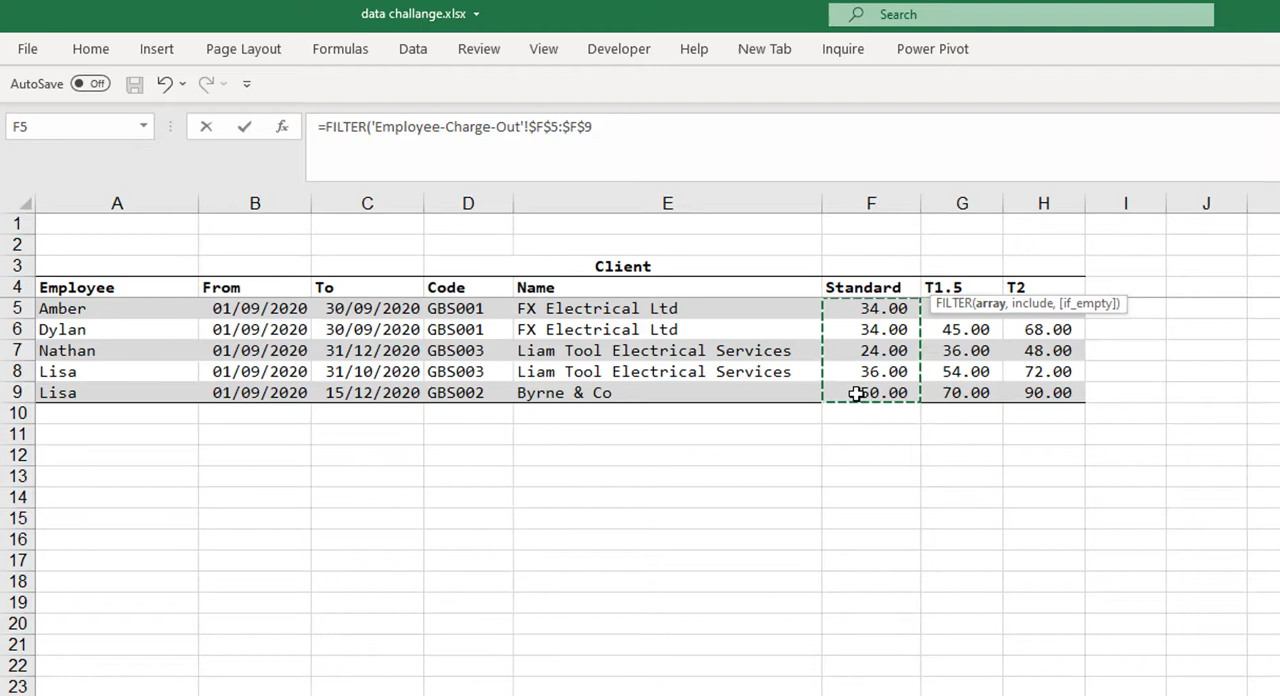 data challange.xlsx
Search
File Home Insert Page Layout Formulas Data Review View Developer Help New Tab Inquire Power Pivot
AutoSave Off
F5 fx =FILTER('Employee-Charge-Out'!$F$5:$F$9
A B C D E F G H I J
1
2
3 Client
4 Employee From To Code Name Standard T1.5 T2
FILTER(array, include, [if_empty])
5 Amber 01/09/2020 30/09/2020 GBS001 FX Electrical Ltd 34.00
6 Dylan 01/09/2020 30/09/2020 GBS001 FX Electrical Ltd 34.00 45.00 68.00
7 Nathan 01/09/2020 31/12/2020 GBS003 Liam Tool Electrical Services 24.00 36.00 48.00
8 Lisa 01/09/2020 31/10/2020 GBS003 Liam Tool Electrical Services 36.00 54.00 72.00
9 Lisa 01/09/2020 15/12/2020 GBS002 Byrne & Co 50.00 70.00 90.00
10
11
12
13
14
15
16
17
18
19
20
21
22
23